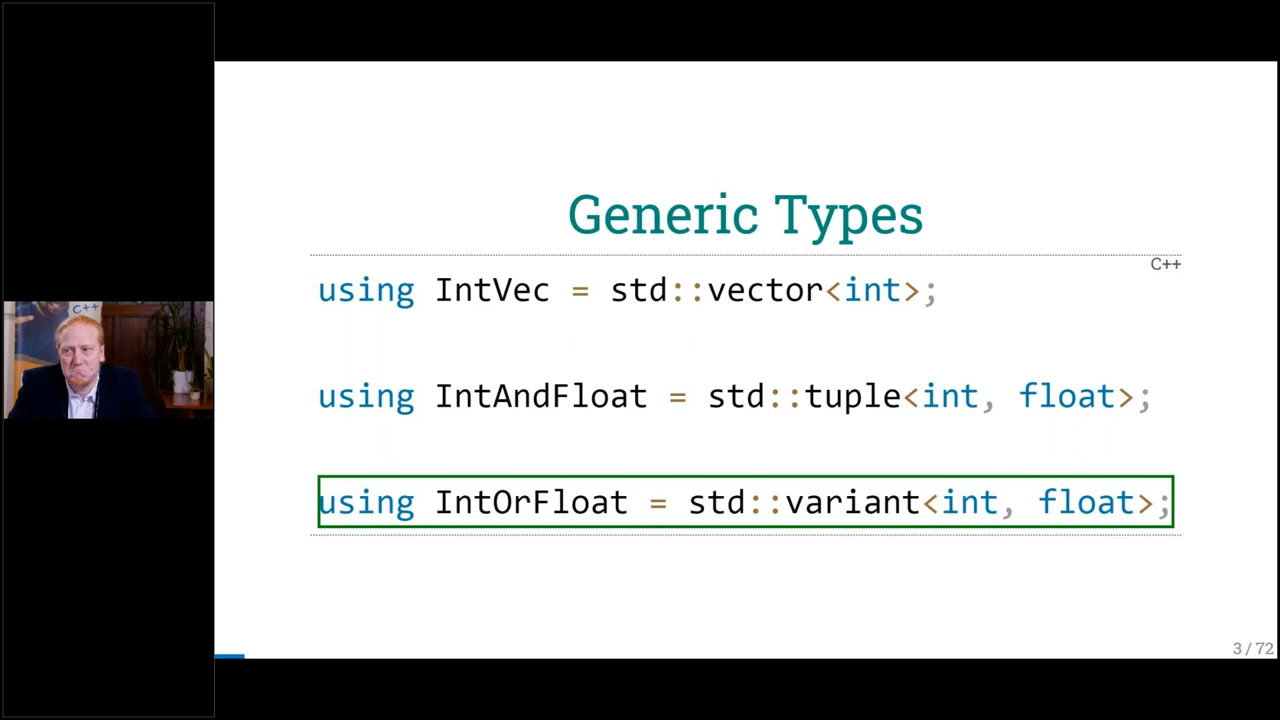 Generic Types
C++
using IntVec = std::vector<int>;
using IntAndFloat = std::tuple<int, float>;
using IntOrFloat = std::variant<int, float>;
3 / 72
C++